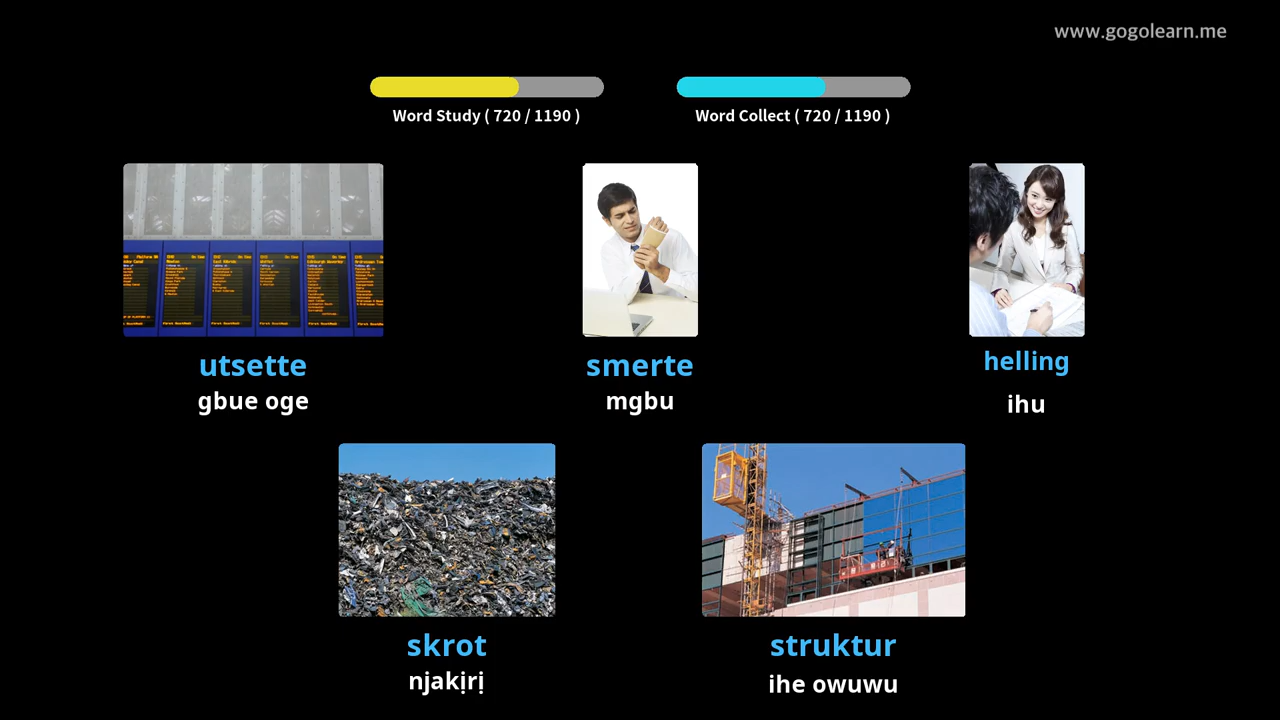 www.gogolearn.me
Word Study ( 720 / 1190 )
Word Collect ( 720 / 1190 )
utsette
gbue oge
smerte
mgbu
helling
ihu
skrot
njakịrị
struktur
ihe owuwu